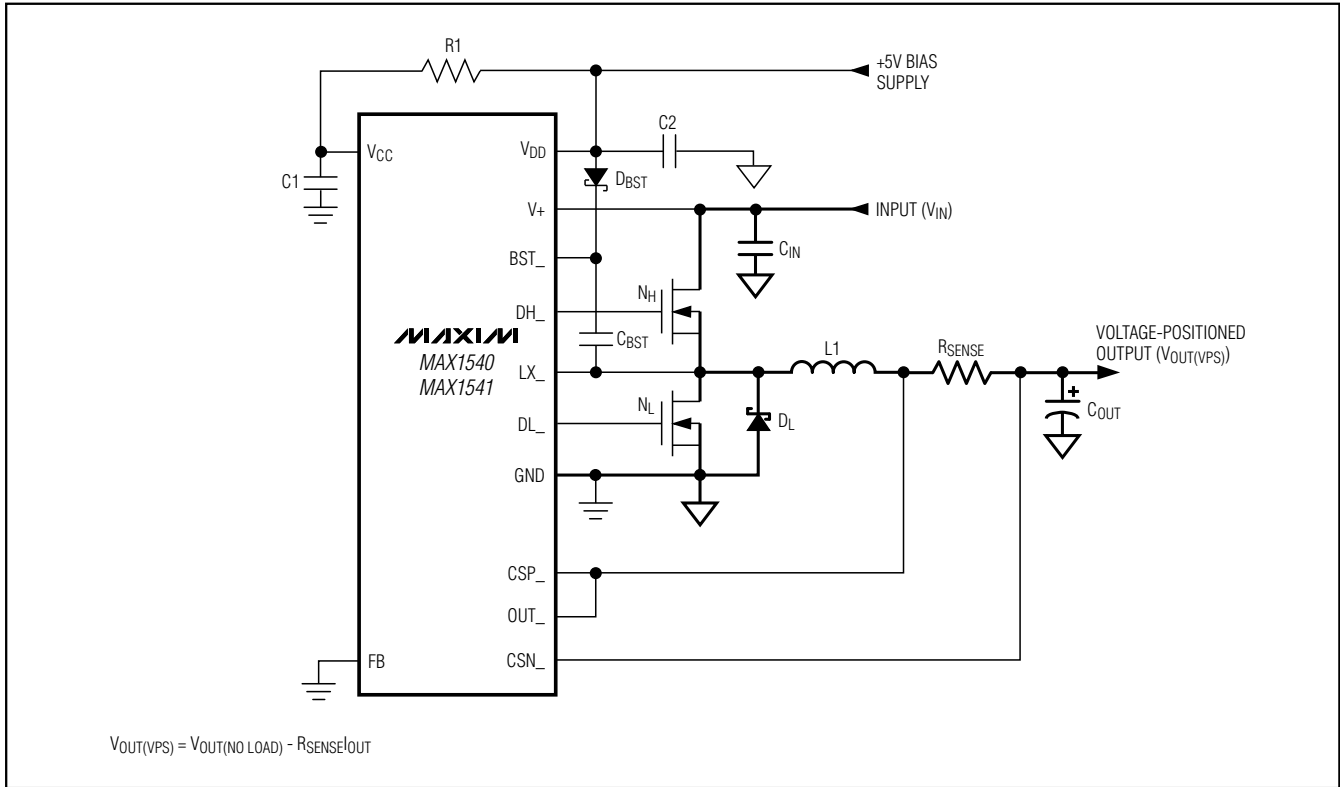 R1
+5V BIAS
SUPPLY
C2
VCC
VDD
C1
DBST
V+
INPUT (VIN)
CIN
BST_
NH
DH_
CBST
MAXIM
MAX1540
MAX1541
VOLTAGE-POSITIONED
OUTPUT (VOUT(VPS))
L1
RSENSE
LX_
NL
DL
COUT
DL_
GND
CSP_
OUT_
FB
CSN_
VOUT(VPS) = VOUT(NO LOAD) - RSENSEIOUT